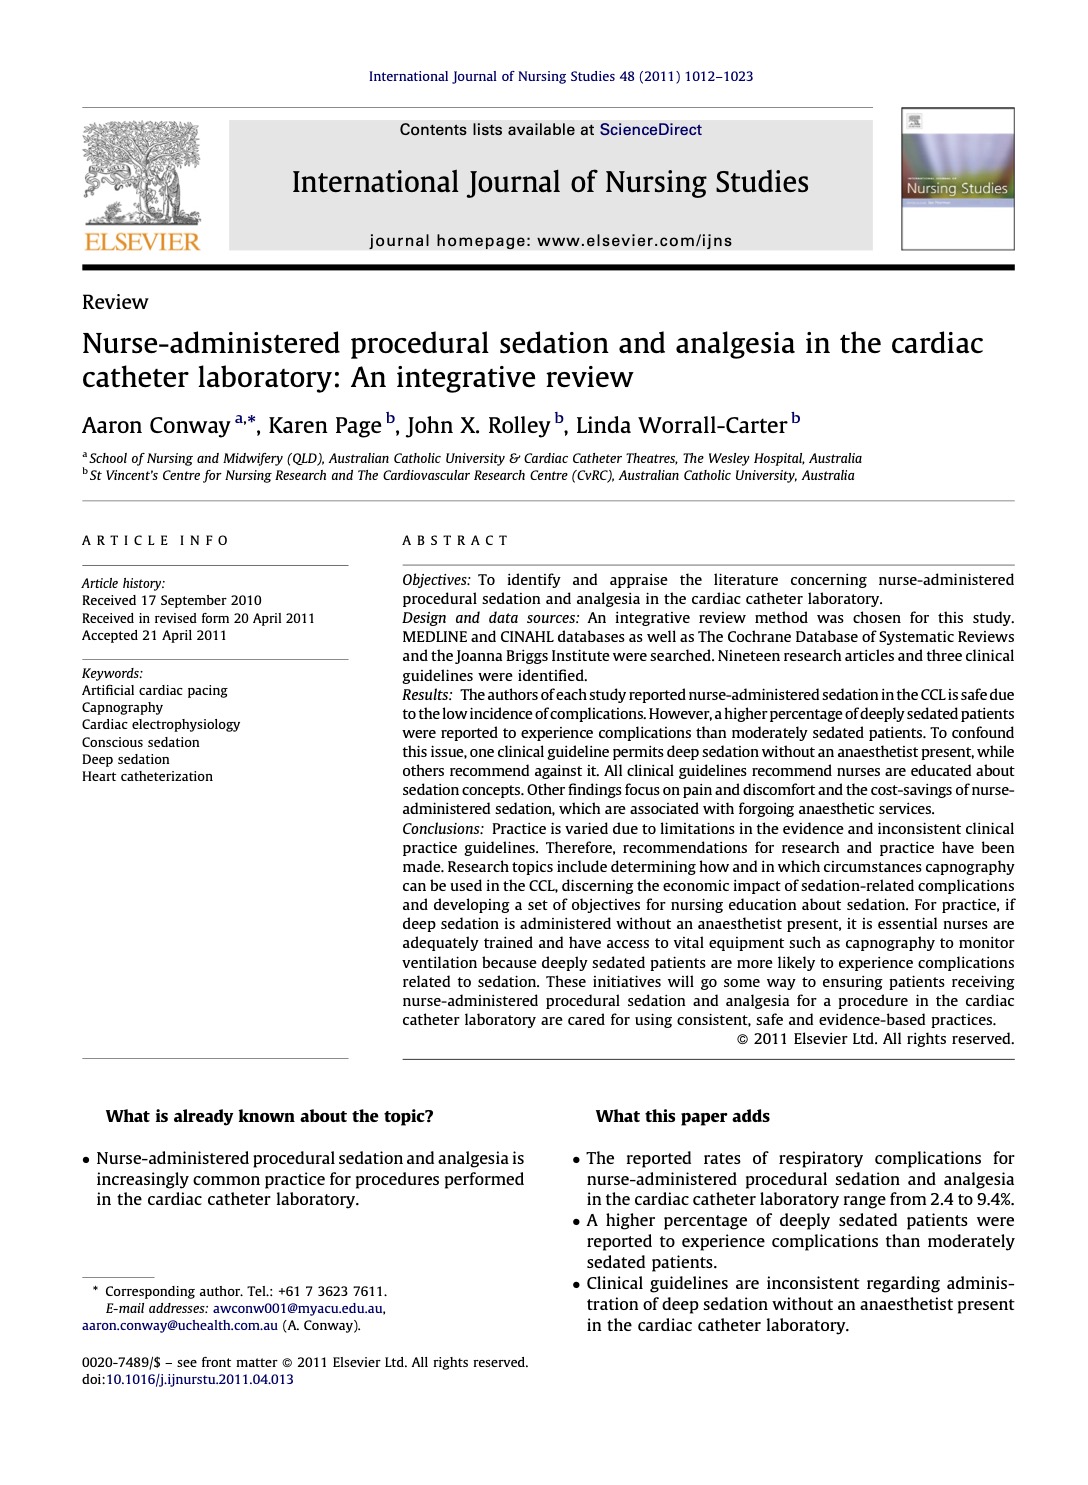 International Journal of Nursing Studies 48 (2011) 1012–1023
ELSEVIER
Contents lists available at ScienceDirect
International Journal of Nursing Studies
journal homepage: www.elsevier.com/ijns
Nursing Studies
Review
Nurse-administered procedural sedation and analgesia in the cardiac
catheter laboratory: An integrative review
Aaron Conway a,*, Karen Page b, John X. Rolley b, Linda Worrall-Carter b
a School of Nursing and Midwifery (QLD), Australian Catholic University & Cardiac Catheter Theatres, The Wesley Hospital, Australia
b St Vincent's Centre for Nursing Research and The Cardiovascular Research Centre (CvRC), Australian Catholic University, Australia
ARTICLE INFO
Article history:
Received 17 September 2010
Received in revised form 20 April 2011
Accepted 21 April 2011
Keywords:
Artificial cardiac pacing
Capnography
Cardiac electrophysiology
Conscious sedation
Deep sedation
Heart catheterization
ABSTRACT
Objectives: To identify and appraise the literature concerning nurse-administered
procedural sedation and analgesia in the cardiac catheter laboratory.
Design and data sources: An integrative review method was chosen for this study.
MEDLINE and CINAHL databases as well as The Cochrane Database of Systematic Reviews
and the Joanna Briggs Institute were searched. Nineteen research articles and three clinical
guidelines were identified.
Results: The authors of each study reported nurse-administered sedation in the CCL is safe due
to the low incidence of complications. However, a higher percentage of deeply sedated patients
were reported to experience complications than moderately sedated patients. To confound
this issue, one clinical guideline permits deep sedation without an anaesthetist present, while
others recommend against it. All clinical guidelines recommend nurses are educated about
sedation concepts. Other findings focus on pain and discomfort and the cost-savings of nurse-
administered sedation, which are associated with forgoing anaesthetic services.
Conclusions: Practice is varied due to limitations in the evidence and inconsistent clinical
practice guidelines. Therefore, recommendations for research and practice have been
made. Research topics include determining how and in which circumstances capnography
can be used in the CCL, discerning the economic impact of sedation-related complications
and developing a set of objectives for nursing education about sedation. For practice, if
deep sedation is administered without an anaesthetist present, it is essential nurses are
adequately trained and have access to vital equipment such as capnography to monitor
ventilation because deeply sedated patients are more likely to experience complications
related to sedation. These initiatives will go some way to ensuring patients receiving
nurse-administered procedural sedation and analgesia for a procedure in the cardiac
catheter laboratory are cared for using consistent, safe and evidence-based practices.
© 2011 Elsevier Ltd. All rights reserved.
What is already known about the topic?
• Nurse-administered procedural sedation and analgesia is
increasingly common practice for procedures performed
in the cardiac catheter laboratory.
What this paper adds
• The reported rates of respiratory complications for
nurse-administered procedural sedation and analgesia
in the cardiac catheter laboratory range from 2.4 to 9.4%.
• A higher percentage of deeply sedated patients were
reported to experience complications than moderately
sedated patients.
• Clinical guidelines are inconsistent regarding adminis-
tration of deep sedation without an anaesthetist present
in the cardiac catheter laboratory.
* Corresponding author. Tel.: +61 7 3623 7611.
E-mail addresses: awconw001@myacu.edu.au,
aaron.conway@uchealth.com.au (A. Conway).
0020-7489/$ – see front matter © 2011 Elsevier Ltd. All rights reserved.
doi:10.1016/j.ijnurstu.2011.04.013